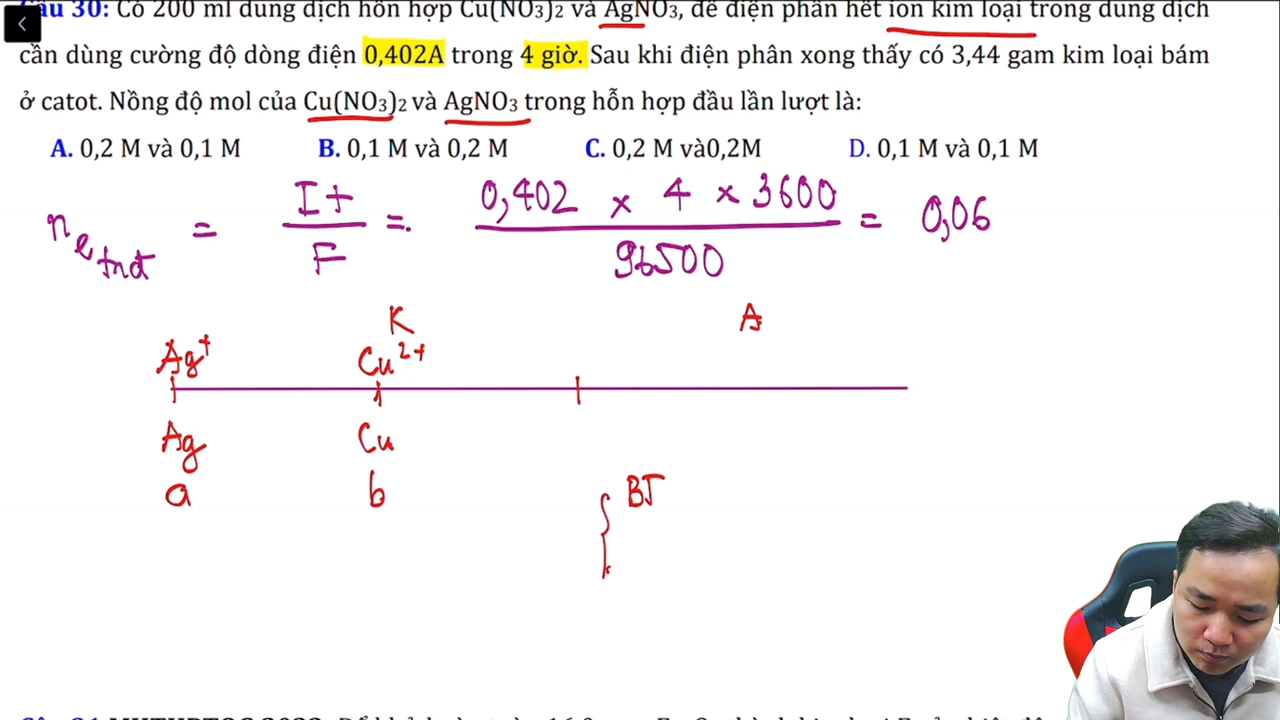 Câu 30: Có 200 ml dung dịch hỗn hợp Cu(NO₃)₂ và AgNO₃, để điện phân hết ion kim loại trong dung dịch
cần dùng cường độ dòng điện 0,402A trong 4 giờ. Sau khi điện phân xong thấy có 3,44 gam kim loại bám
ở catot. Nồng độ mol của Cu(NO₃)₂ và AgNO₃ trong hỗn hợp đầu lần lượt là:
A. 0,2 M và 0,1 M B. 0,1 M và 0,2 M C. 0,2 M và0,2M D. 0,1 M và 0,1 M
n e tnđ = It / F = 0,402 x 4 x 3600 / 96500 = 0,06
K A
Ag⁺ Cu²⁺
Ag Cu
a b { BT